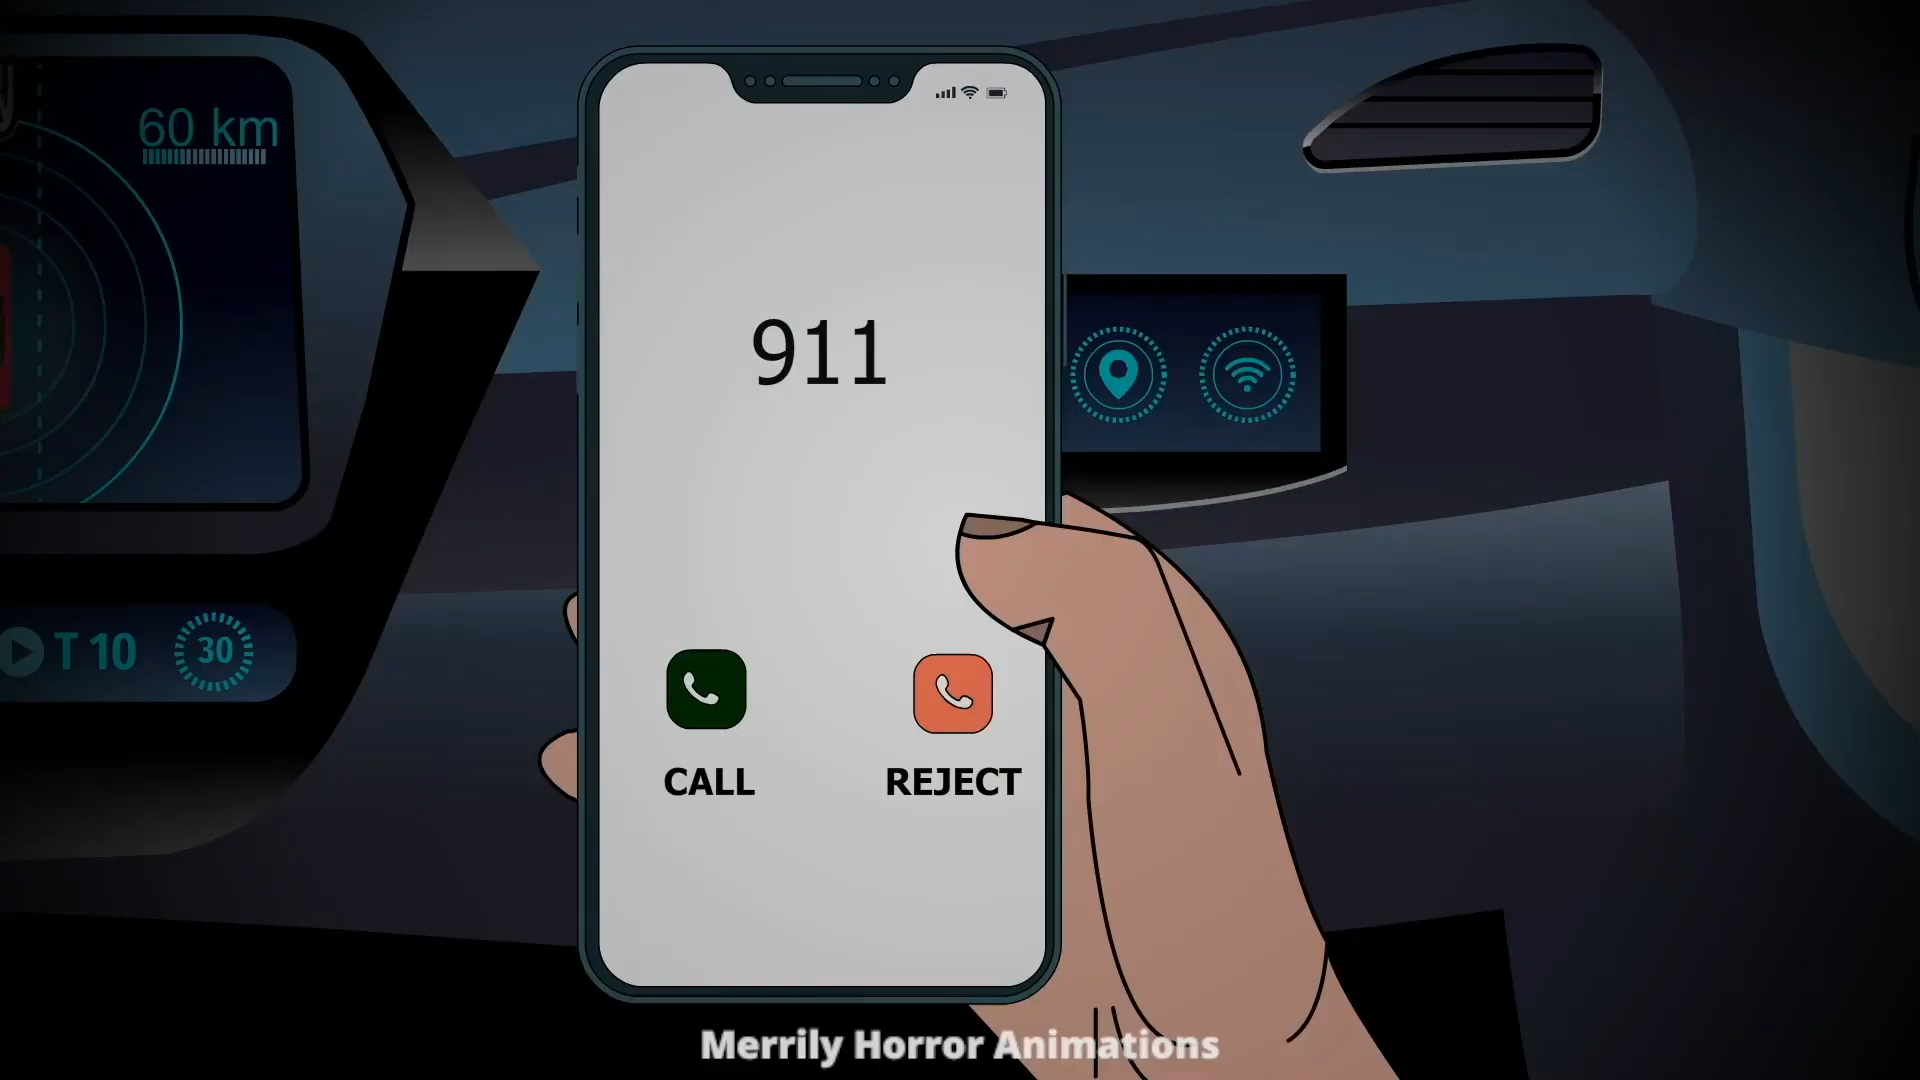 60 km
911
T 10
30
CALL
REJECT
Merrily Horror Animations